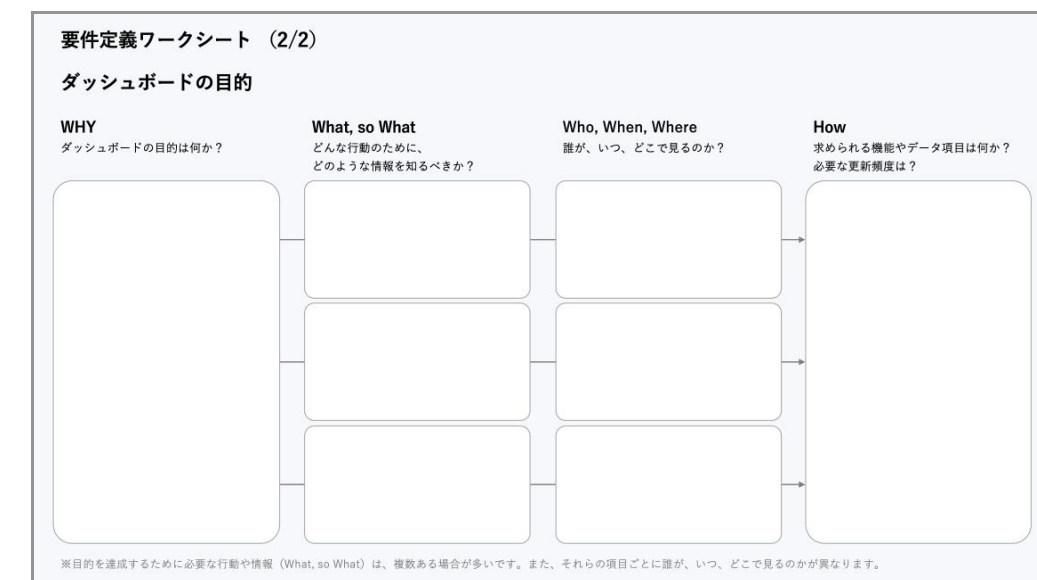 要件定義ワークシート （2/2）
ダッシュボードの目的
WHY
ダッシュボードの目的は何か？
What, so What
どんな行動のために、
どのような情報を知るべきか？
Who, When, Where
誰が、いつ、どこで見るのか？
How
求められる機能やデータ項目は何か？
必要な更新頻度は？
※目的を達成するために必要な行動や情報（What, so What）は、複数ある場合が多いです。また、それらの項目ごとに誰が、いつ、どこで見るのかが異なります。